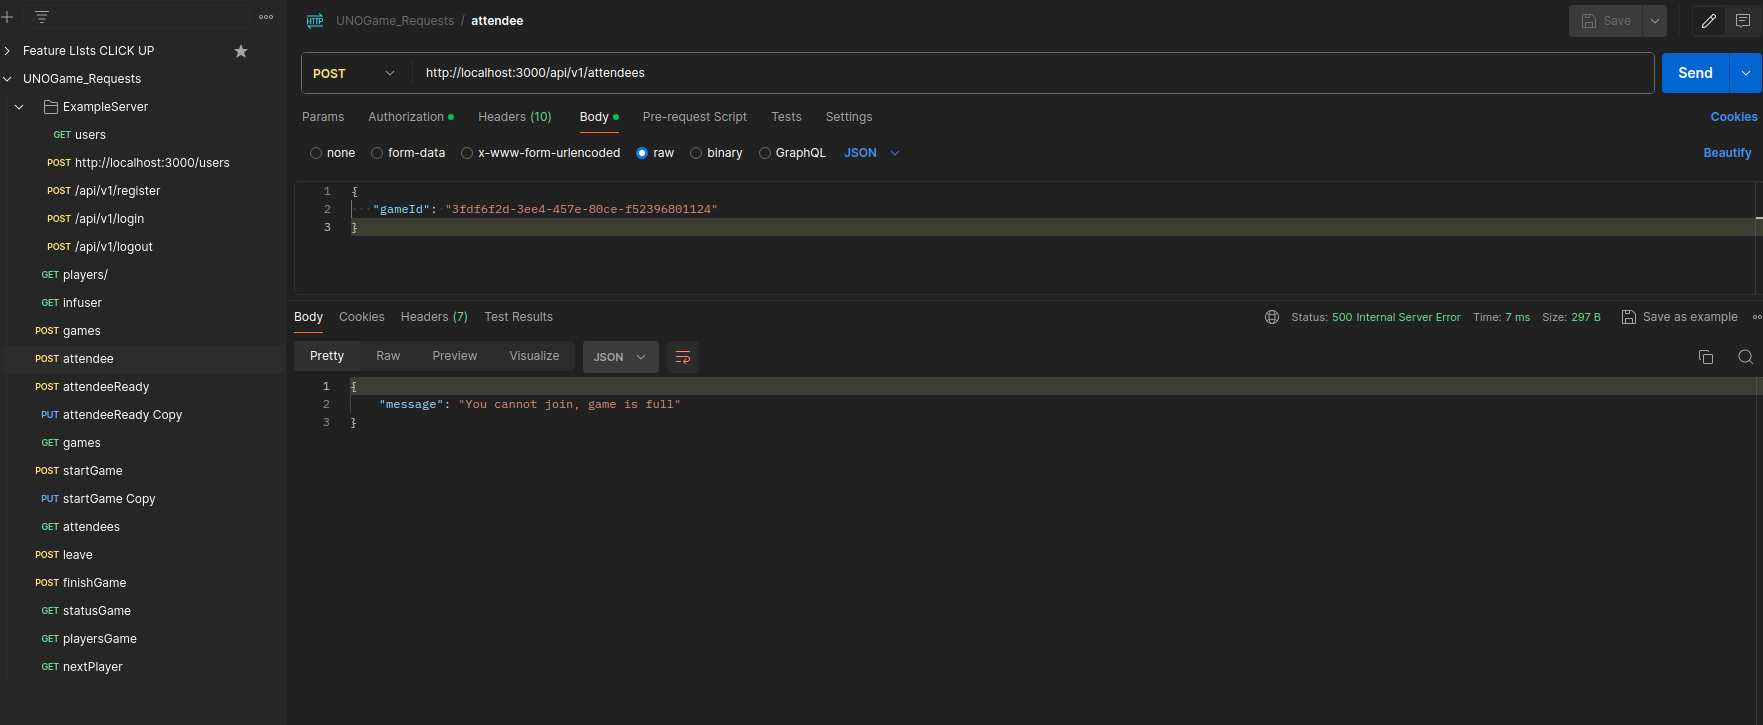 Feature LIsts CLICK UP
UNOGame_Requests
ExampleServer
GET users
POST http://localhost:3000/users
POST /api/v1/register
POST /api/v1/login
POST /api/v1/logout
GET players/
GET infuser
POST games
POST attendee
POST attendeeReady
PUT attendeeReady Copy
GET games
POST startGame
PUT startGame Copy
GET attendees
POST leave
POST finishGame
GET statusGame
GET playersGame
GET nextPlayer
HTTP UNOGame_Requests / attendee
Save
POST http://localhost:3000/api/v1/attendees
Send
Params Authorization Headers (10) Body Pre-request Script Tests Settings Cookies
none form-data x-www-form-urlencoded raw binary GraphQL JSON Beautify
1 {
2 "gameId": "3fdf6f2d-3ee4-457e-80ce-f52396801124"
3 }
Body Cookies Headers (7) Test Results Status: 500 Internal Server Error Time: 7 ms Size: 297 B Save as example
Pretty Raw Preview Visualize JSON
1 {
2 "message": "You cannot join, game is full"
3 }